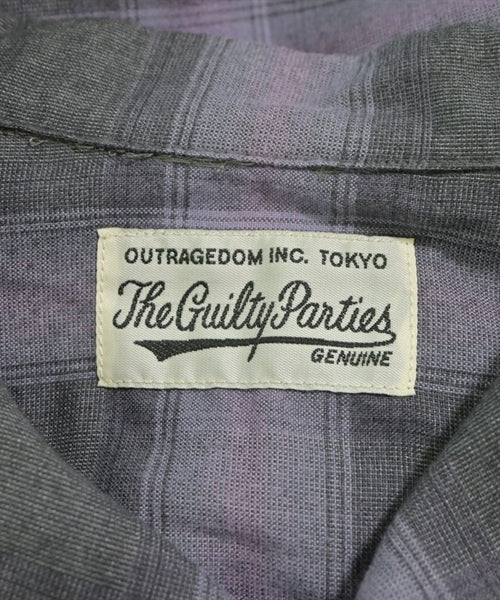 OUTRAGEDOM INC. TOKYO
The Guilty Parties
GENUINE